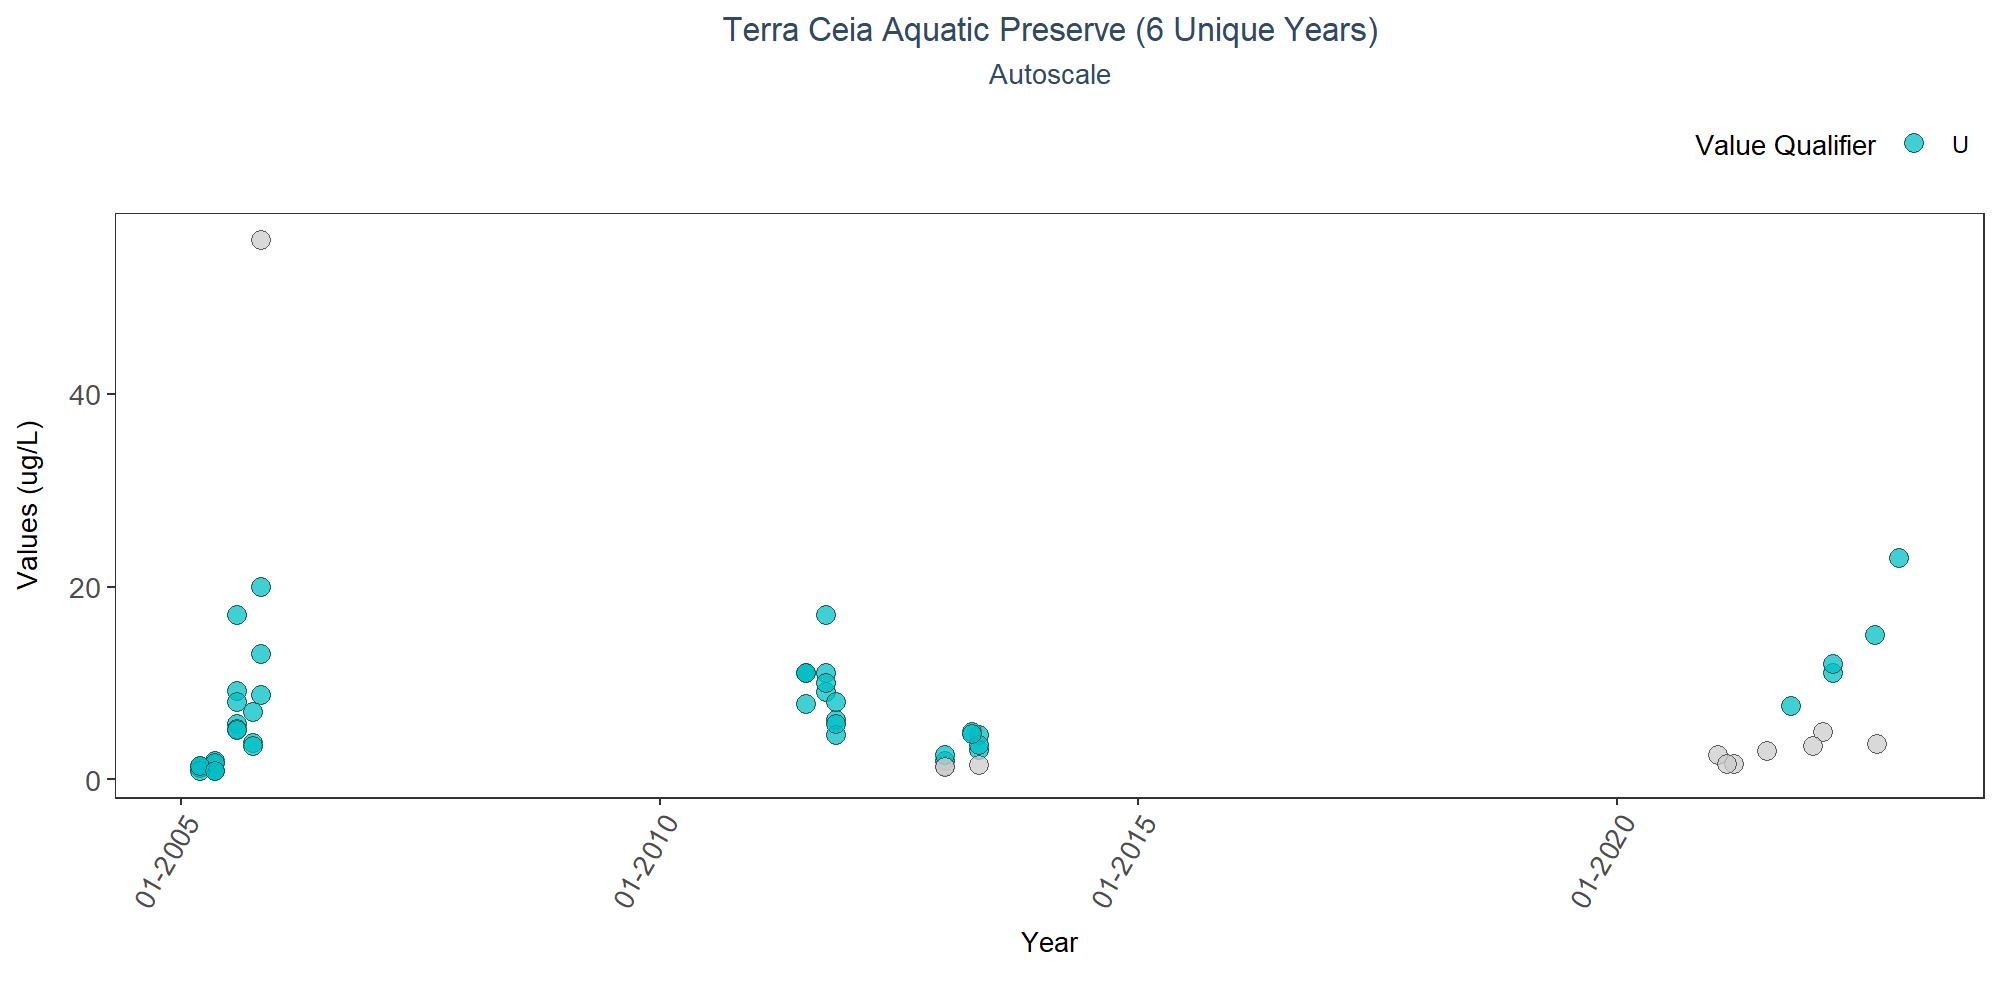 Terra Ceia Aquatic Preserve (6 Unique Years)
Autoscale
Value Qualifier U
Values (ug/L)
40
20
0
01-2005 01-2010 01-2015 01-2020
Year